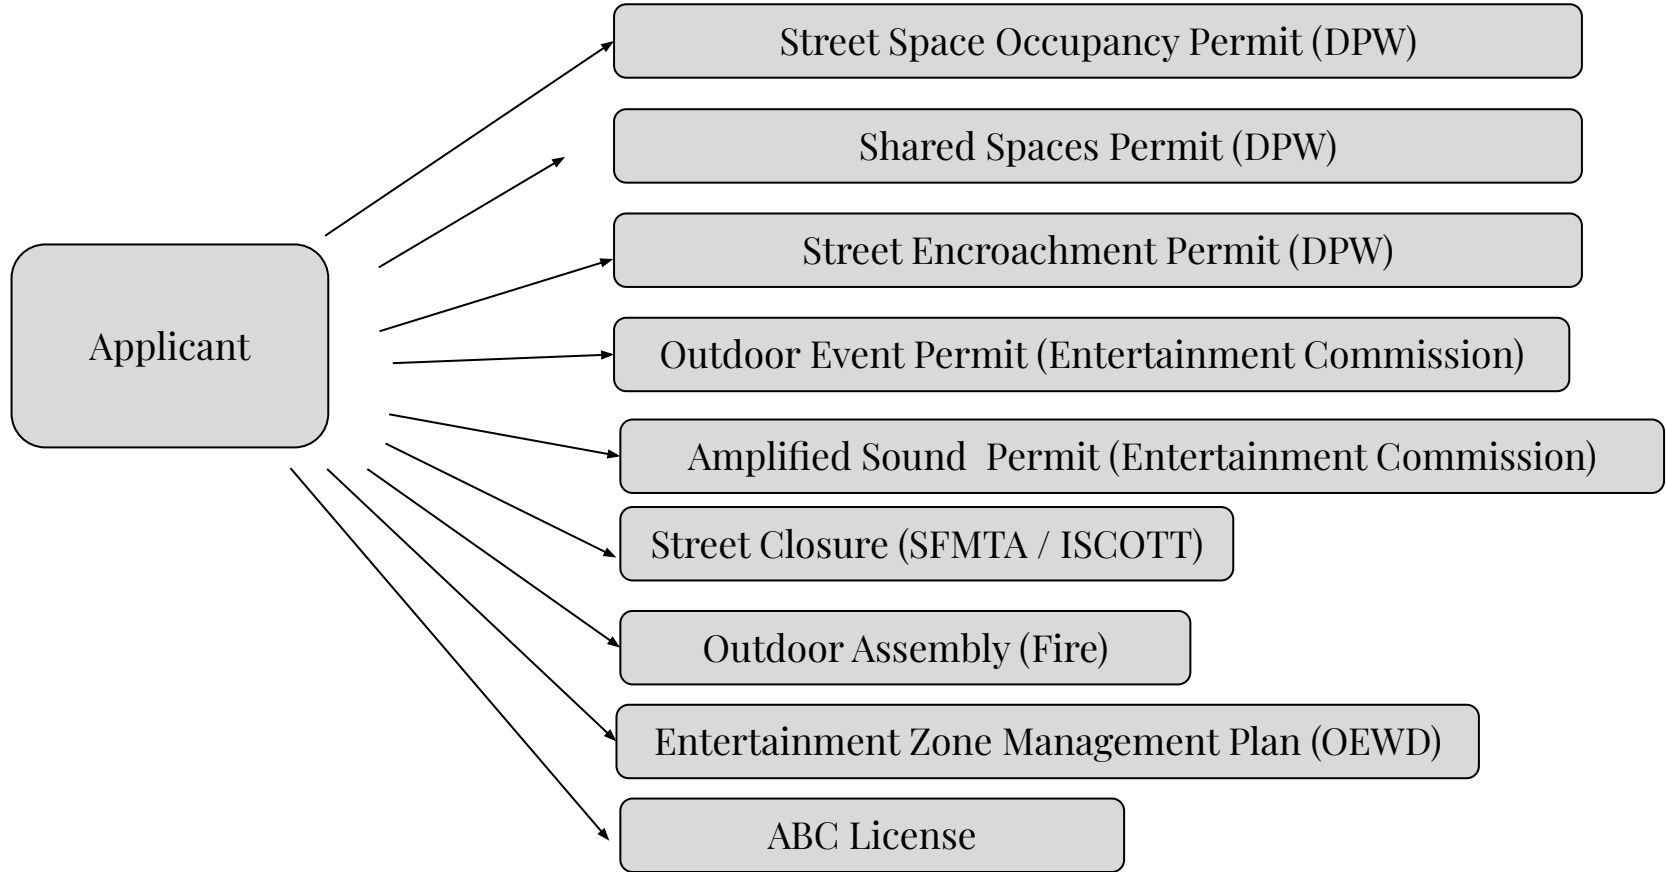 Street Space Occupancy Permit (DPW)
Shared Spaces Permit (DPW)
Street Encroachment Permit (DPW)
Applicant
Outdoor Event Permit (Entertainment Commission)
Amplified Sound  Permit (Entertainment Commission)
Street Closure (SFMTA / ISCOTT)
Outdoor Assembly (Fire)
Entertainment Zone Management Plan (OEWD)
ABC License